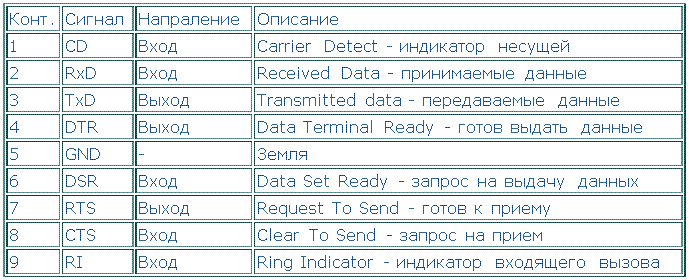 Конт. Сигнал Напраление Описание
1 CD Вход Carrier Detect - индикатор несущей
2 RxD Вход Received Data - принимаемые данные
3 TxD Выход Transmitted data - передаваемые данные
4 DTR Выход Data Terminal Ready - готов выдать данные
5 GND - Земля
6 DSR Вход Data Set Ready - запрос на выдачу данных
7 RTS Выход Request To Send - готов к приему
8 CTS Вход Clear To Send - запрос на прием
9 RI Вход Ring Indicator - индикатор входящего вызова